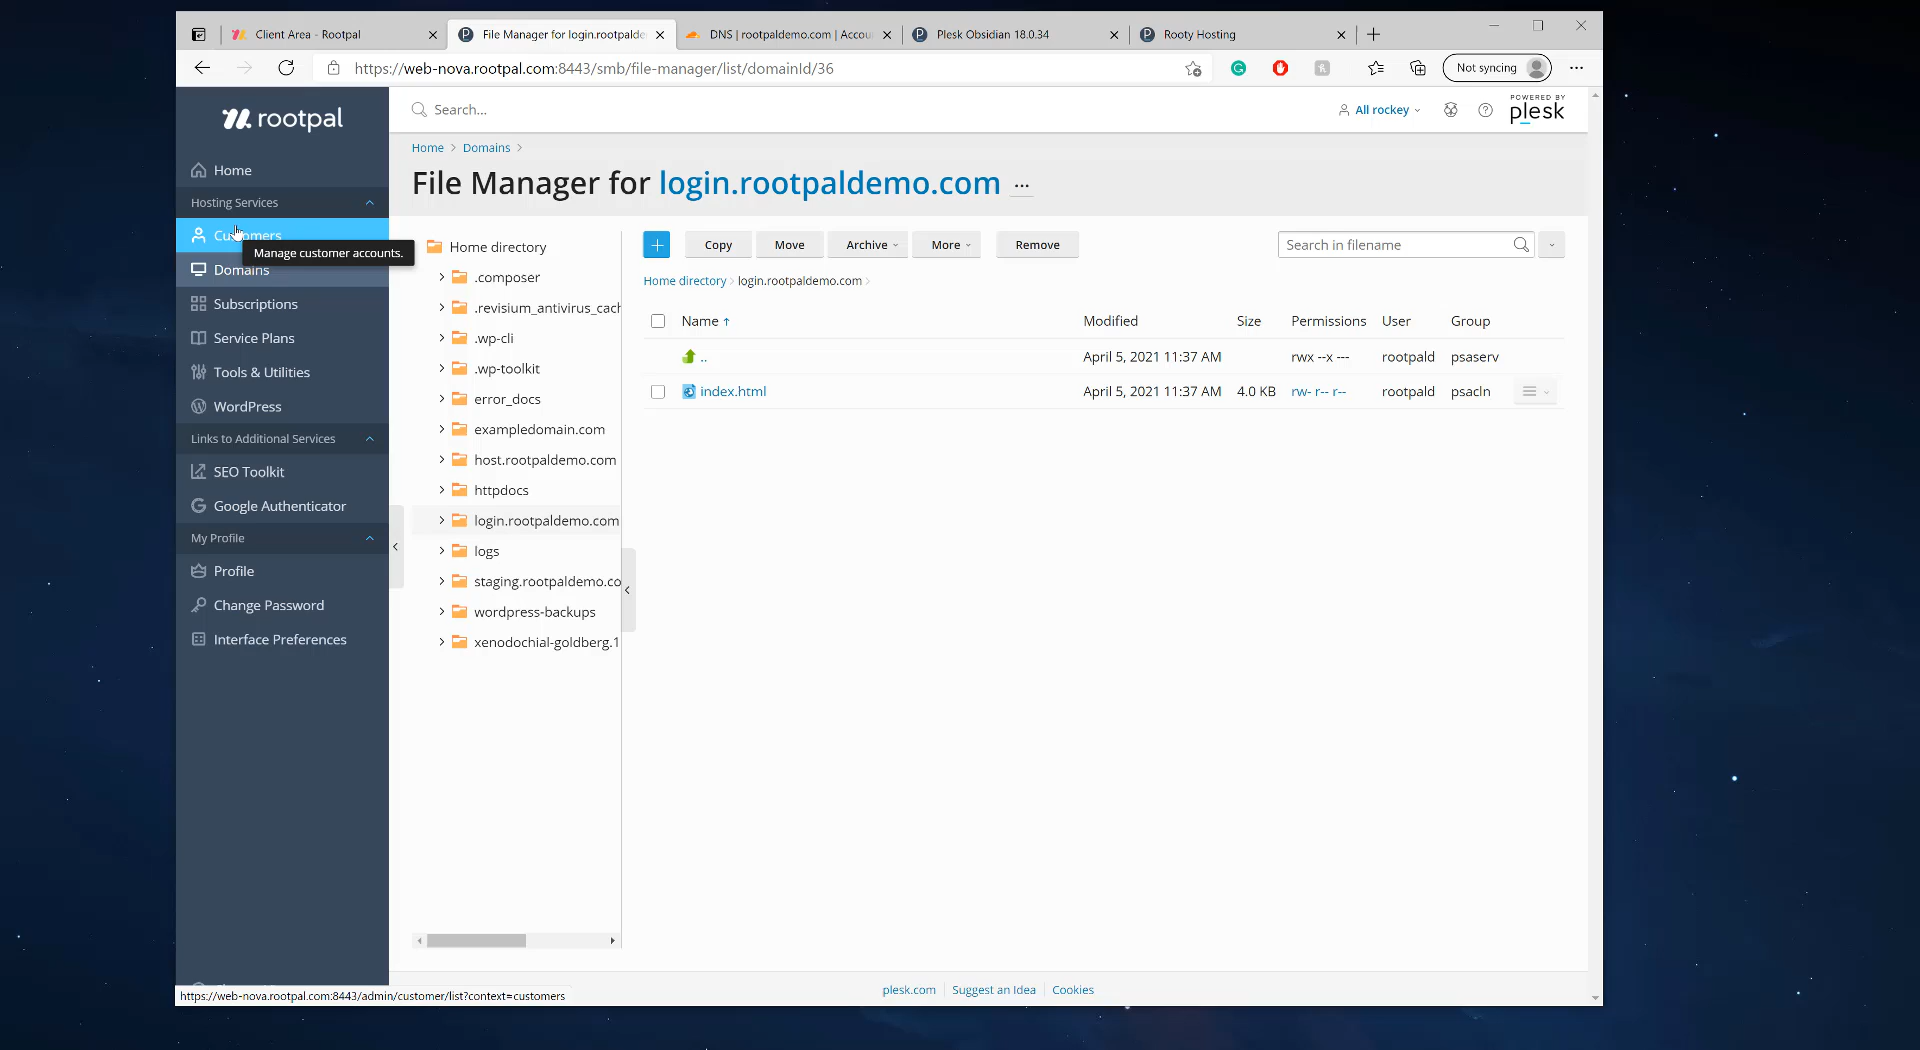 Client Area - Rootpal
File Manager for login.rootpalde
DNS | rootpaldemo.com | Accou
Plesk Obsidian 18.0.34
Rooty Hosting
https://web-nova.rootpal.com:8443/smb/file-manager/list/domainId/36
Not syncing
rootpal
Search...
All rockey
POWERED BY
plesk
Home
Hosting Services
Customers
Manage customer accounts.
Domains
Subscriptions
Service Plans
Tools & Utilities
WordPress
Links to Additional Services
SEO Toolkit
Google Authenticator
My Profile
Profile
Change Password
Interface Preferences
Home > Domains >
File Manager for login.rootpaldemo.com ...
Home directory
.composer
.revisium_antivirus_cach
.wp-cli
.wp-toolkit
error_docs
exampledomain.com
host.rootpaldemo.com
httpdocs
login.rootpaldemo.com
logs
staging.rootpaldemo.co
wordpress-backups
xenodochial-goldberg.1
Copy Move Archive More Remove
Search in filename
Home directory > login.rootpaldemo.com >
Name ↑ Modified Size Permissions User Group
.. April 5, 2021 11:37 AM rwx --x --- rootpald psaserv
index.html April 5, 2021 11:37 AM 4.0 KB rw- r-- r-- rootpald psacln
plesk.com Suggest an Idea Cookies
https://web-nova.rootpal.com:8443/admin/customer/list?context=customers